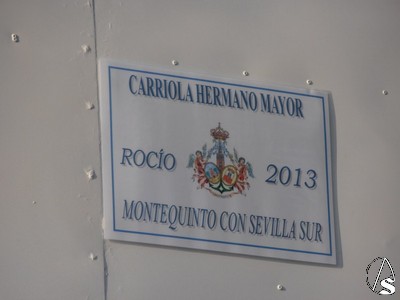 CARRIOLA HERMANO MAYOR
ROCÍO 2013
MONTEQUINTO CON SEVILLA SUR